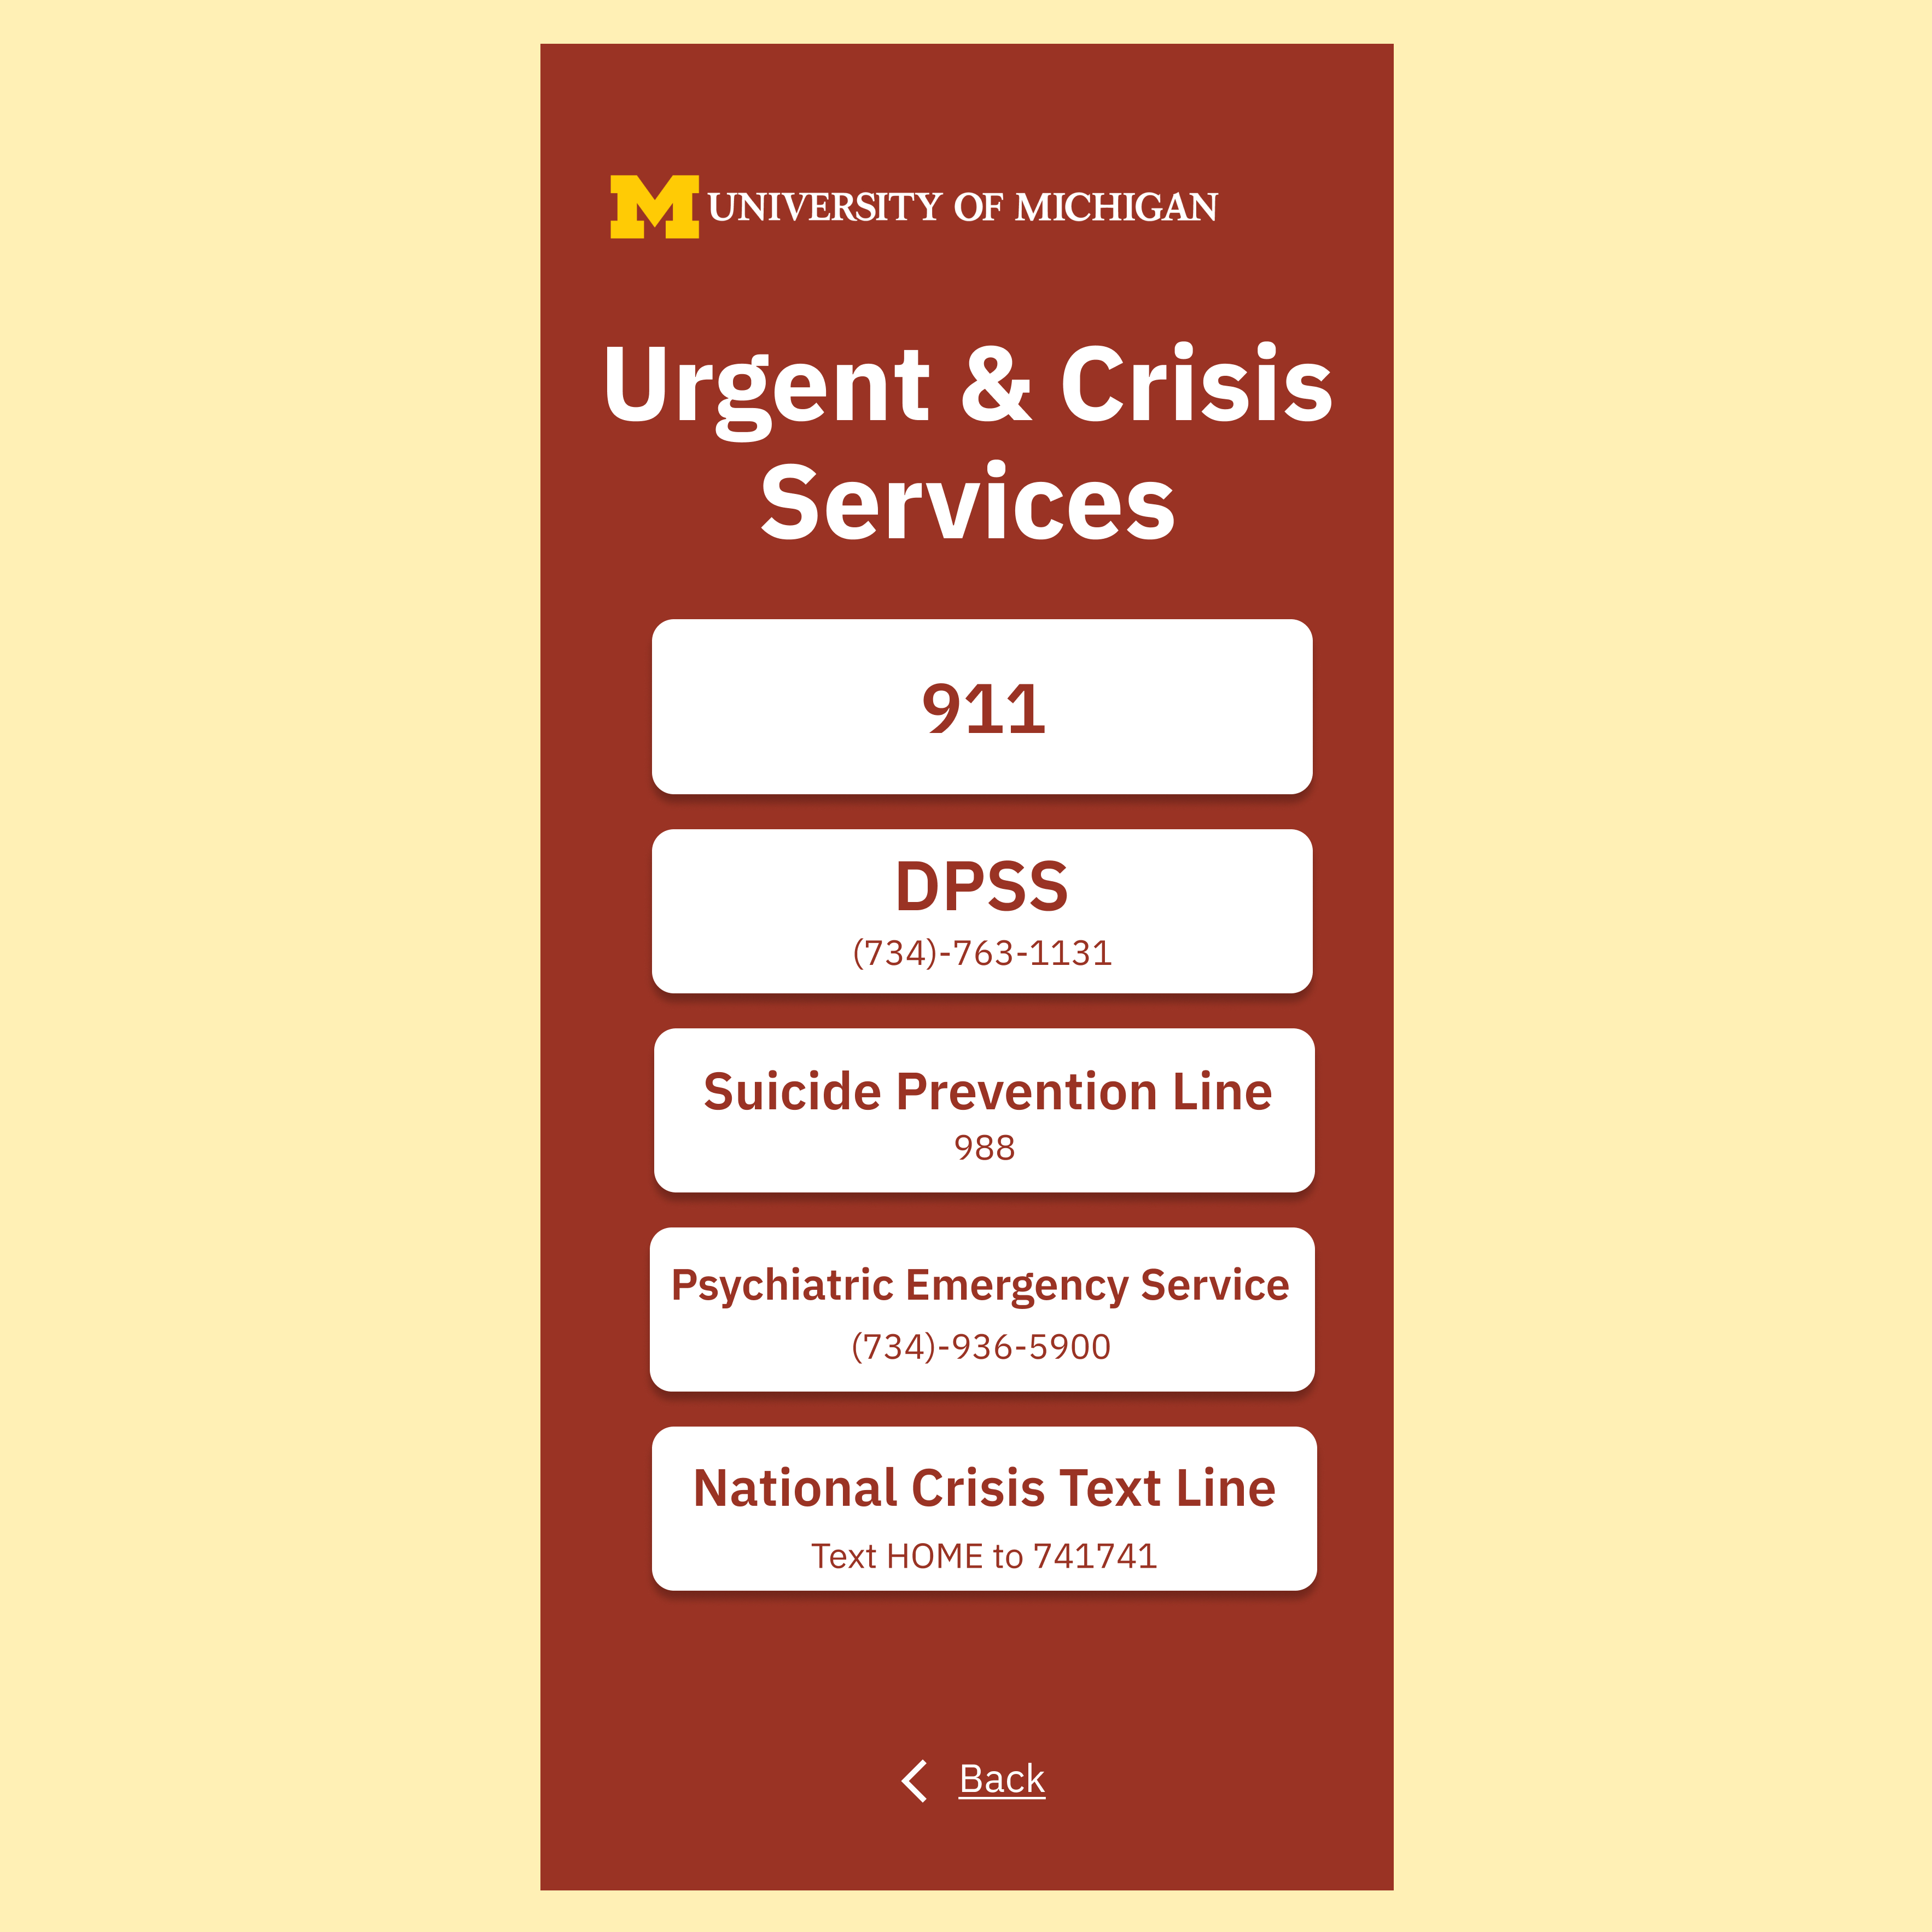 M UNIVERSITY OF MICHIGAN
Urgent & Crisis
Services
911
DPSS
(734)-763-1131
Suicide Prevention Line
988
Psychiatric Emergency Service
(734)-936-5900
National Crisis Text Line
Text HOME to 741741
Back